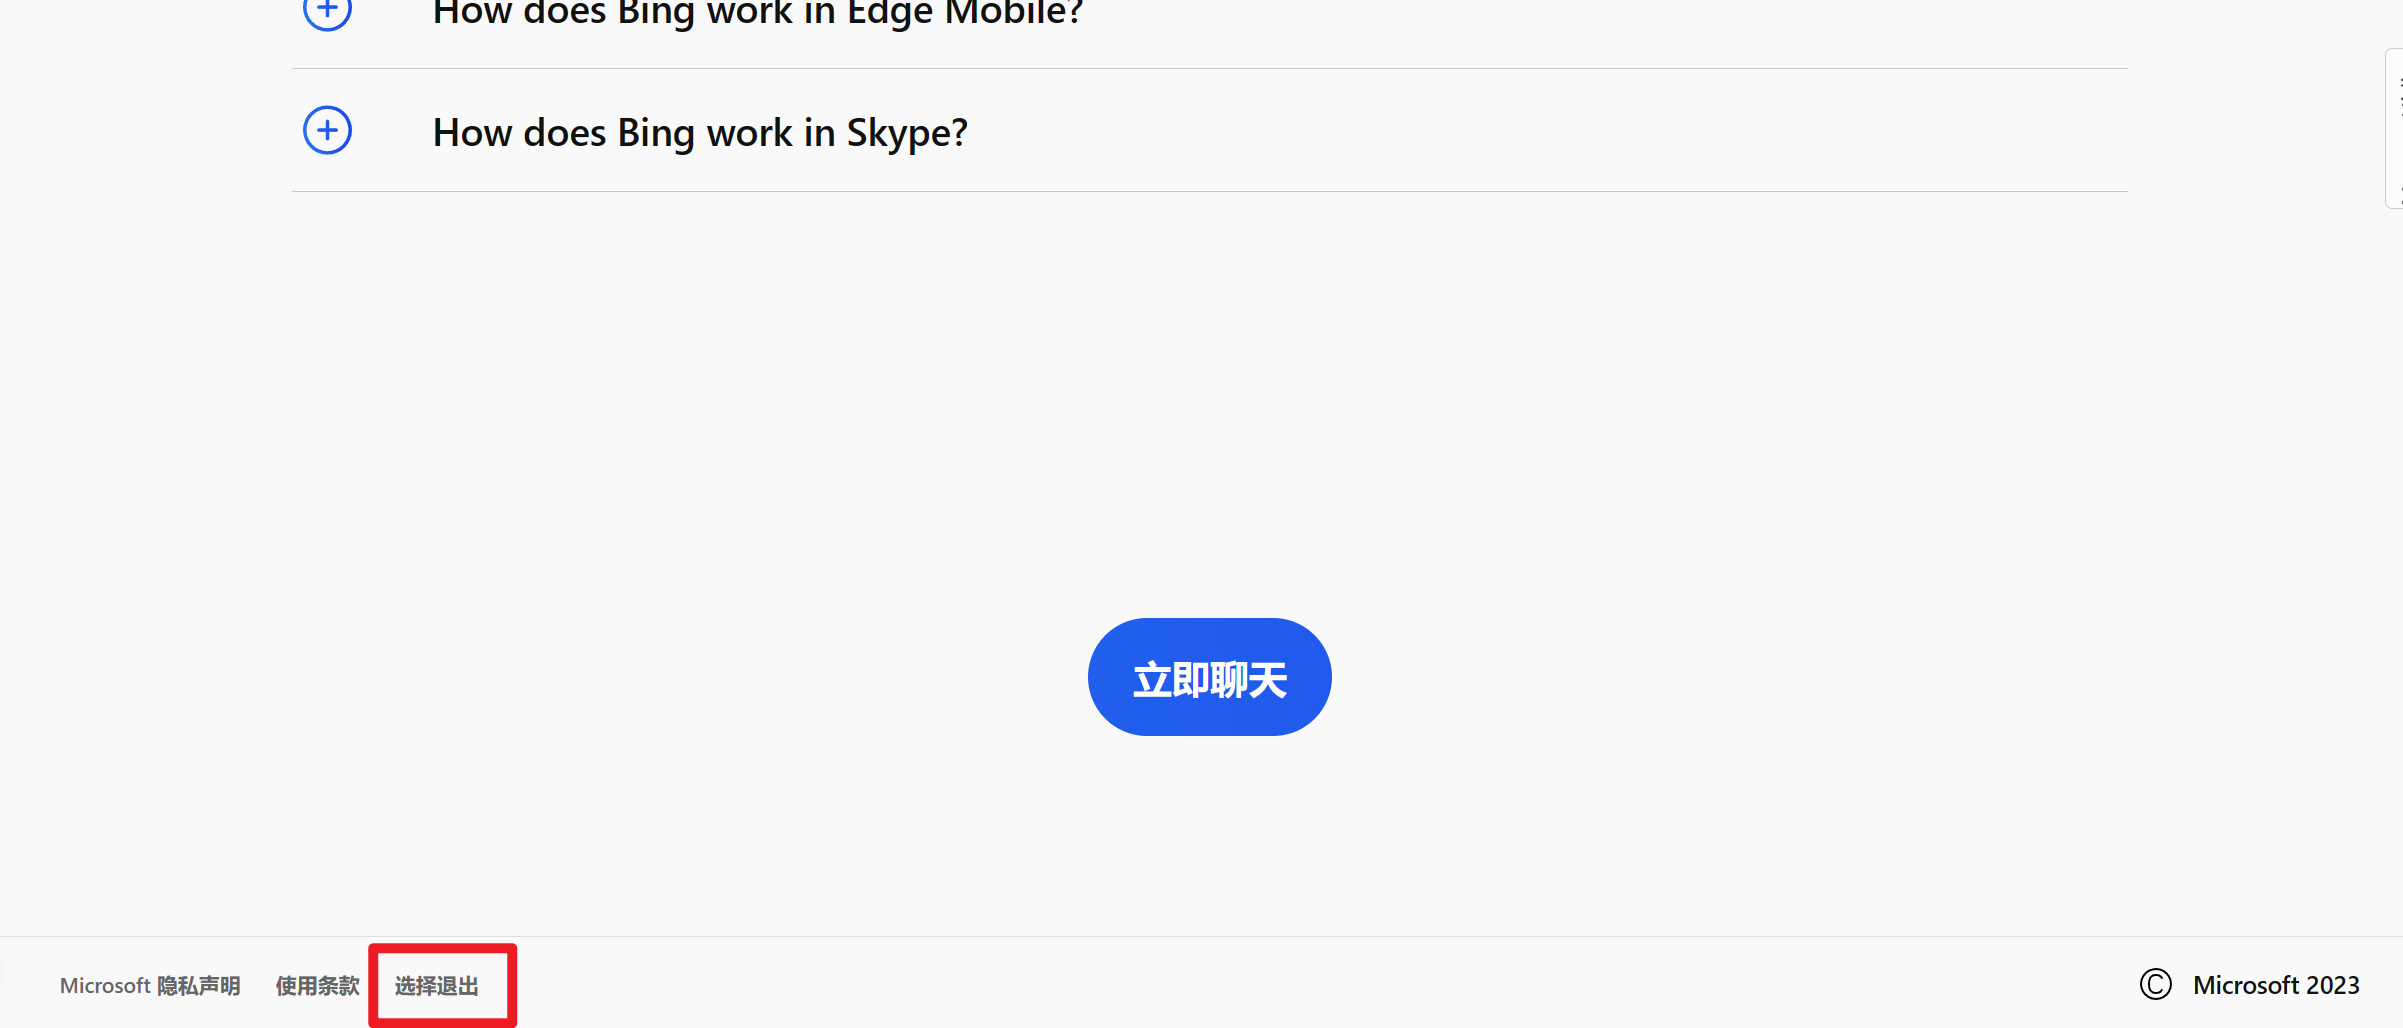 How does Bing work in Edge Mobile?
How does Bing work in Skype?
立即聊天
Microsoft 隐私声明 使用条款 选择退出
© Microsoft 2023